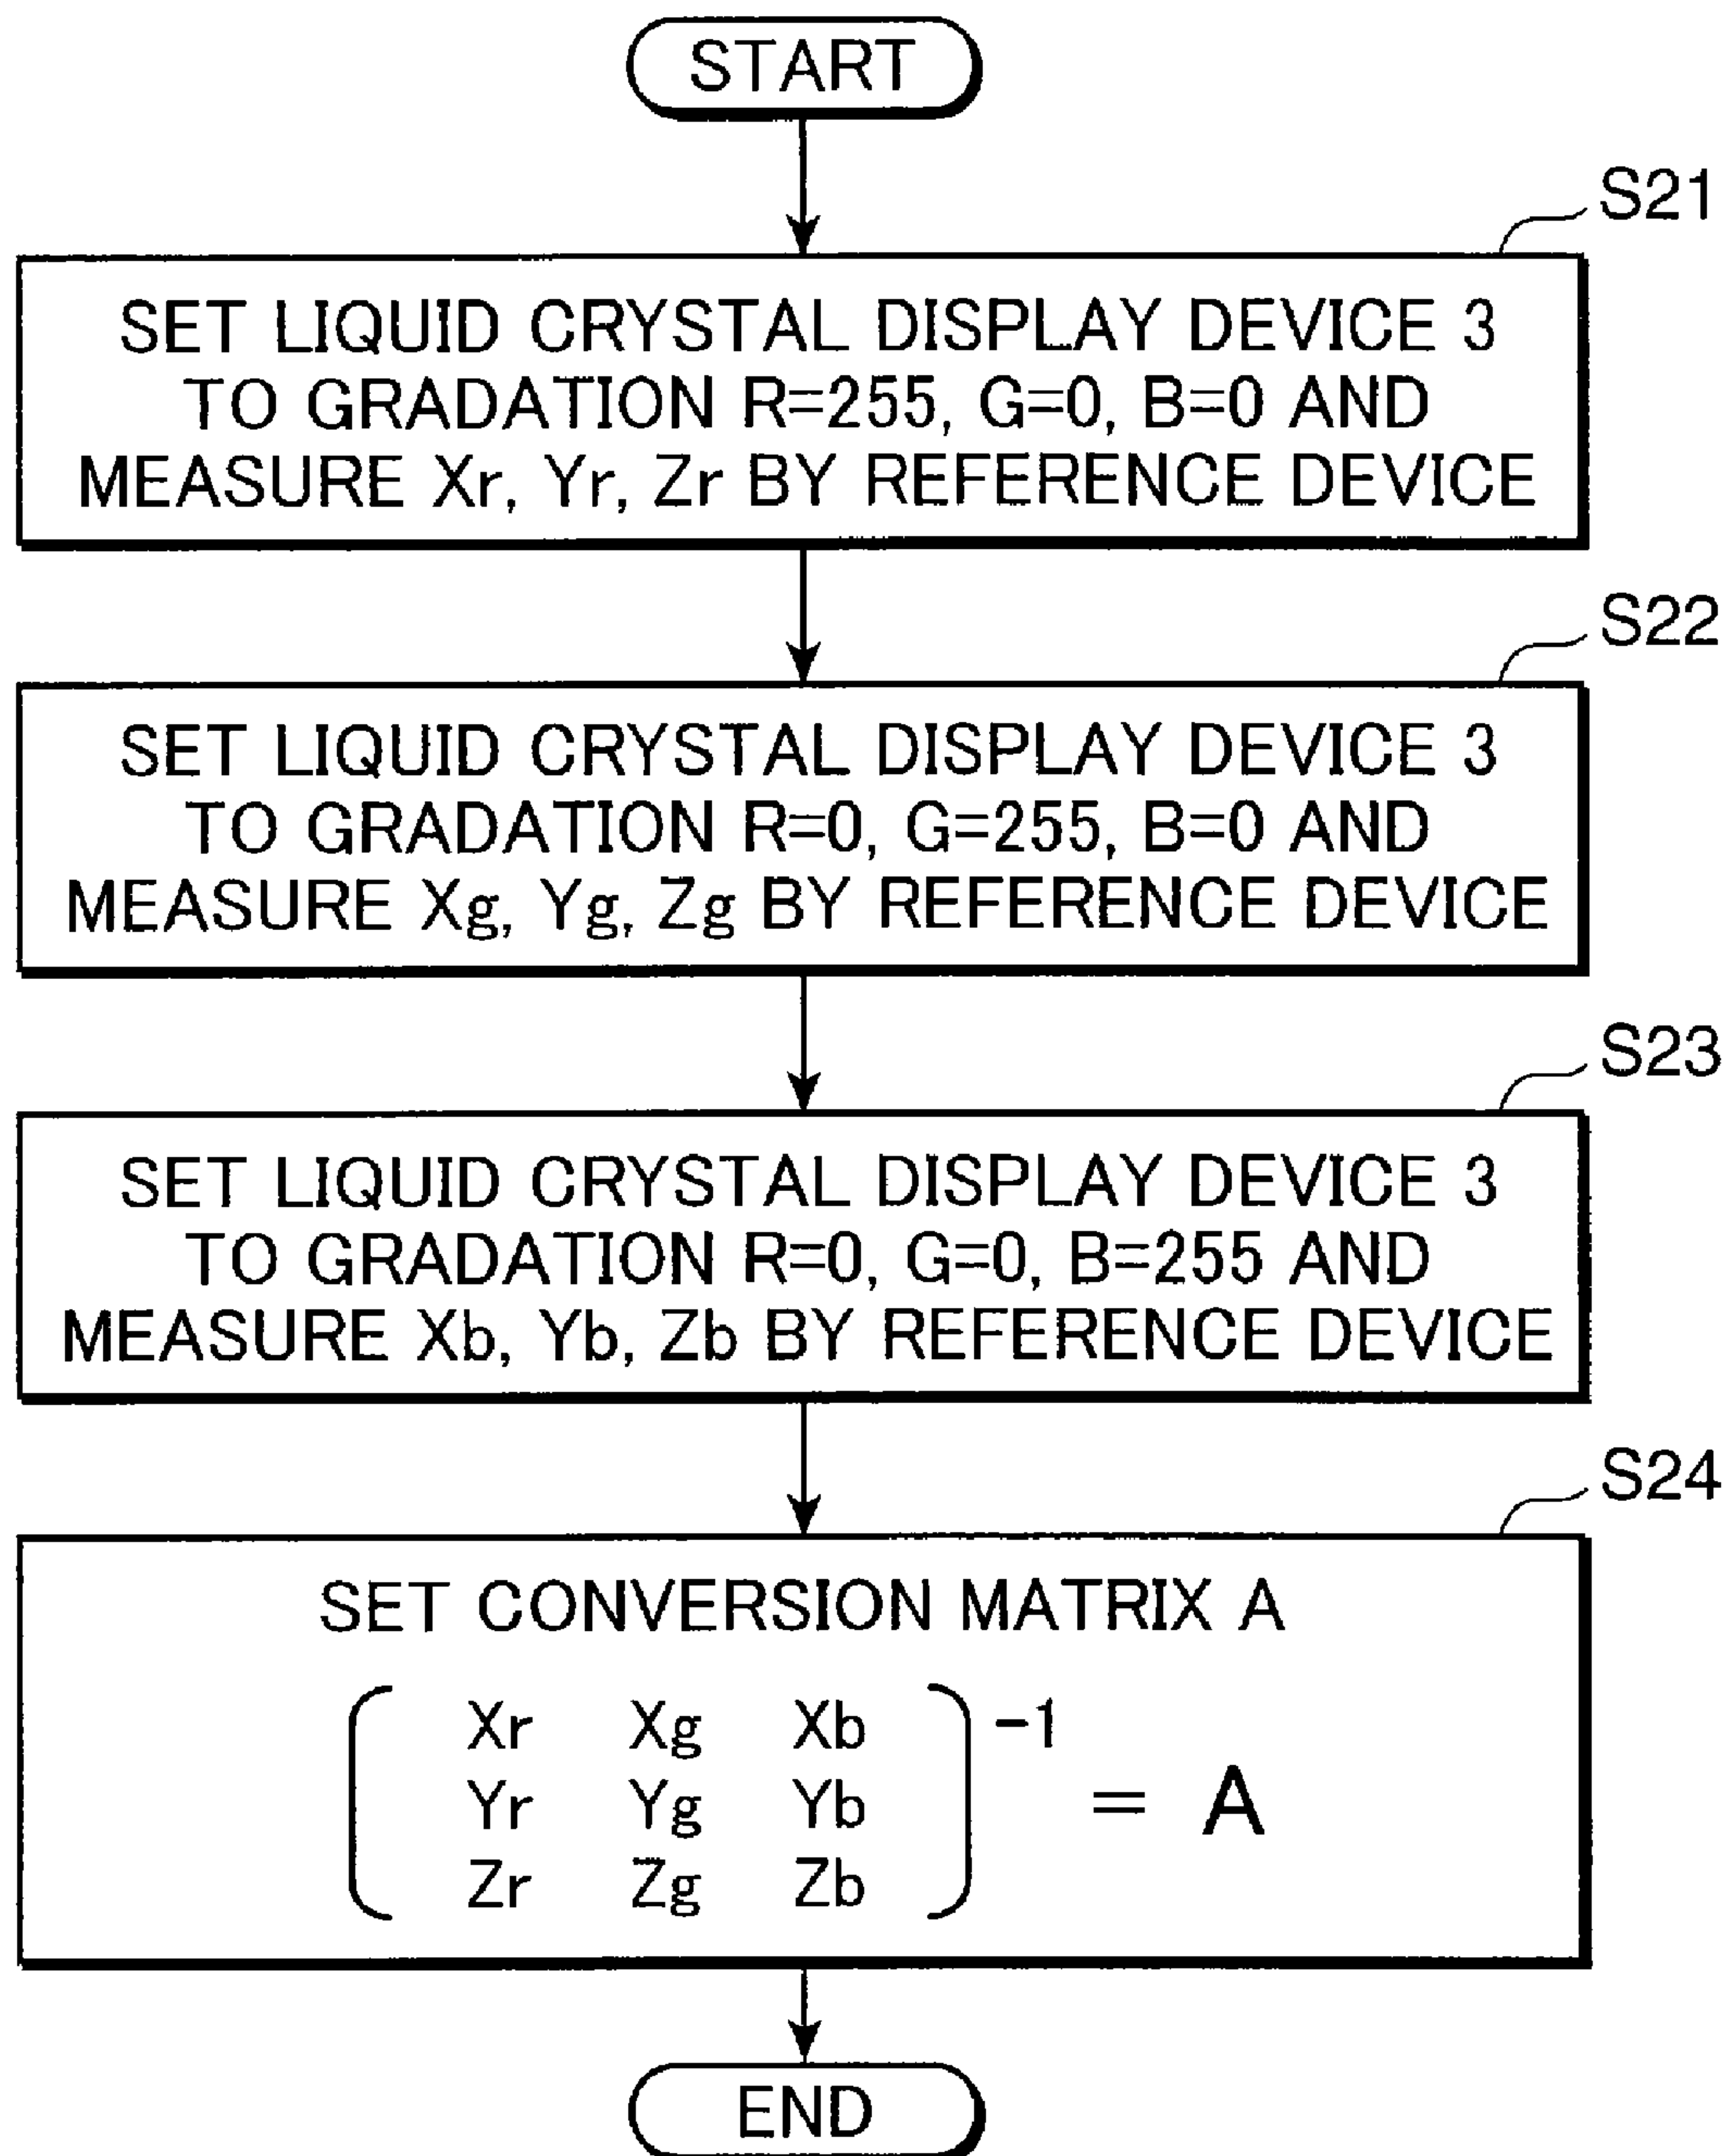 START
S21
SET LIQUID CRYSTAL DISPLAY DEVICE 3
TO GRADATION R=255, G=0, B=0 AND
MEASURE Xr, Yr, Zr BY REFERENCE DEVICE
S22
SET LIQUID CRYSTAL DISPLAY DEVICE 3
TO GRADATION R=0, G=255, B=0 AND
MEASURE Xg, Yg, Zg BY REFERENCE DEVICE
S23
SET LIQUID CRYSTAL DISPLAY DEVICE 3
TO GRADATION R=0, G=0, B=255 AND
MEASURE Xb, Yb, Zb BY REFERENCE DEVICE
S24
SET CONVERSION MATRIX A
Xr Xg Xb -1
Yr Yg Yb = A
Zr Zg Zb
END